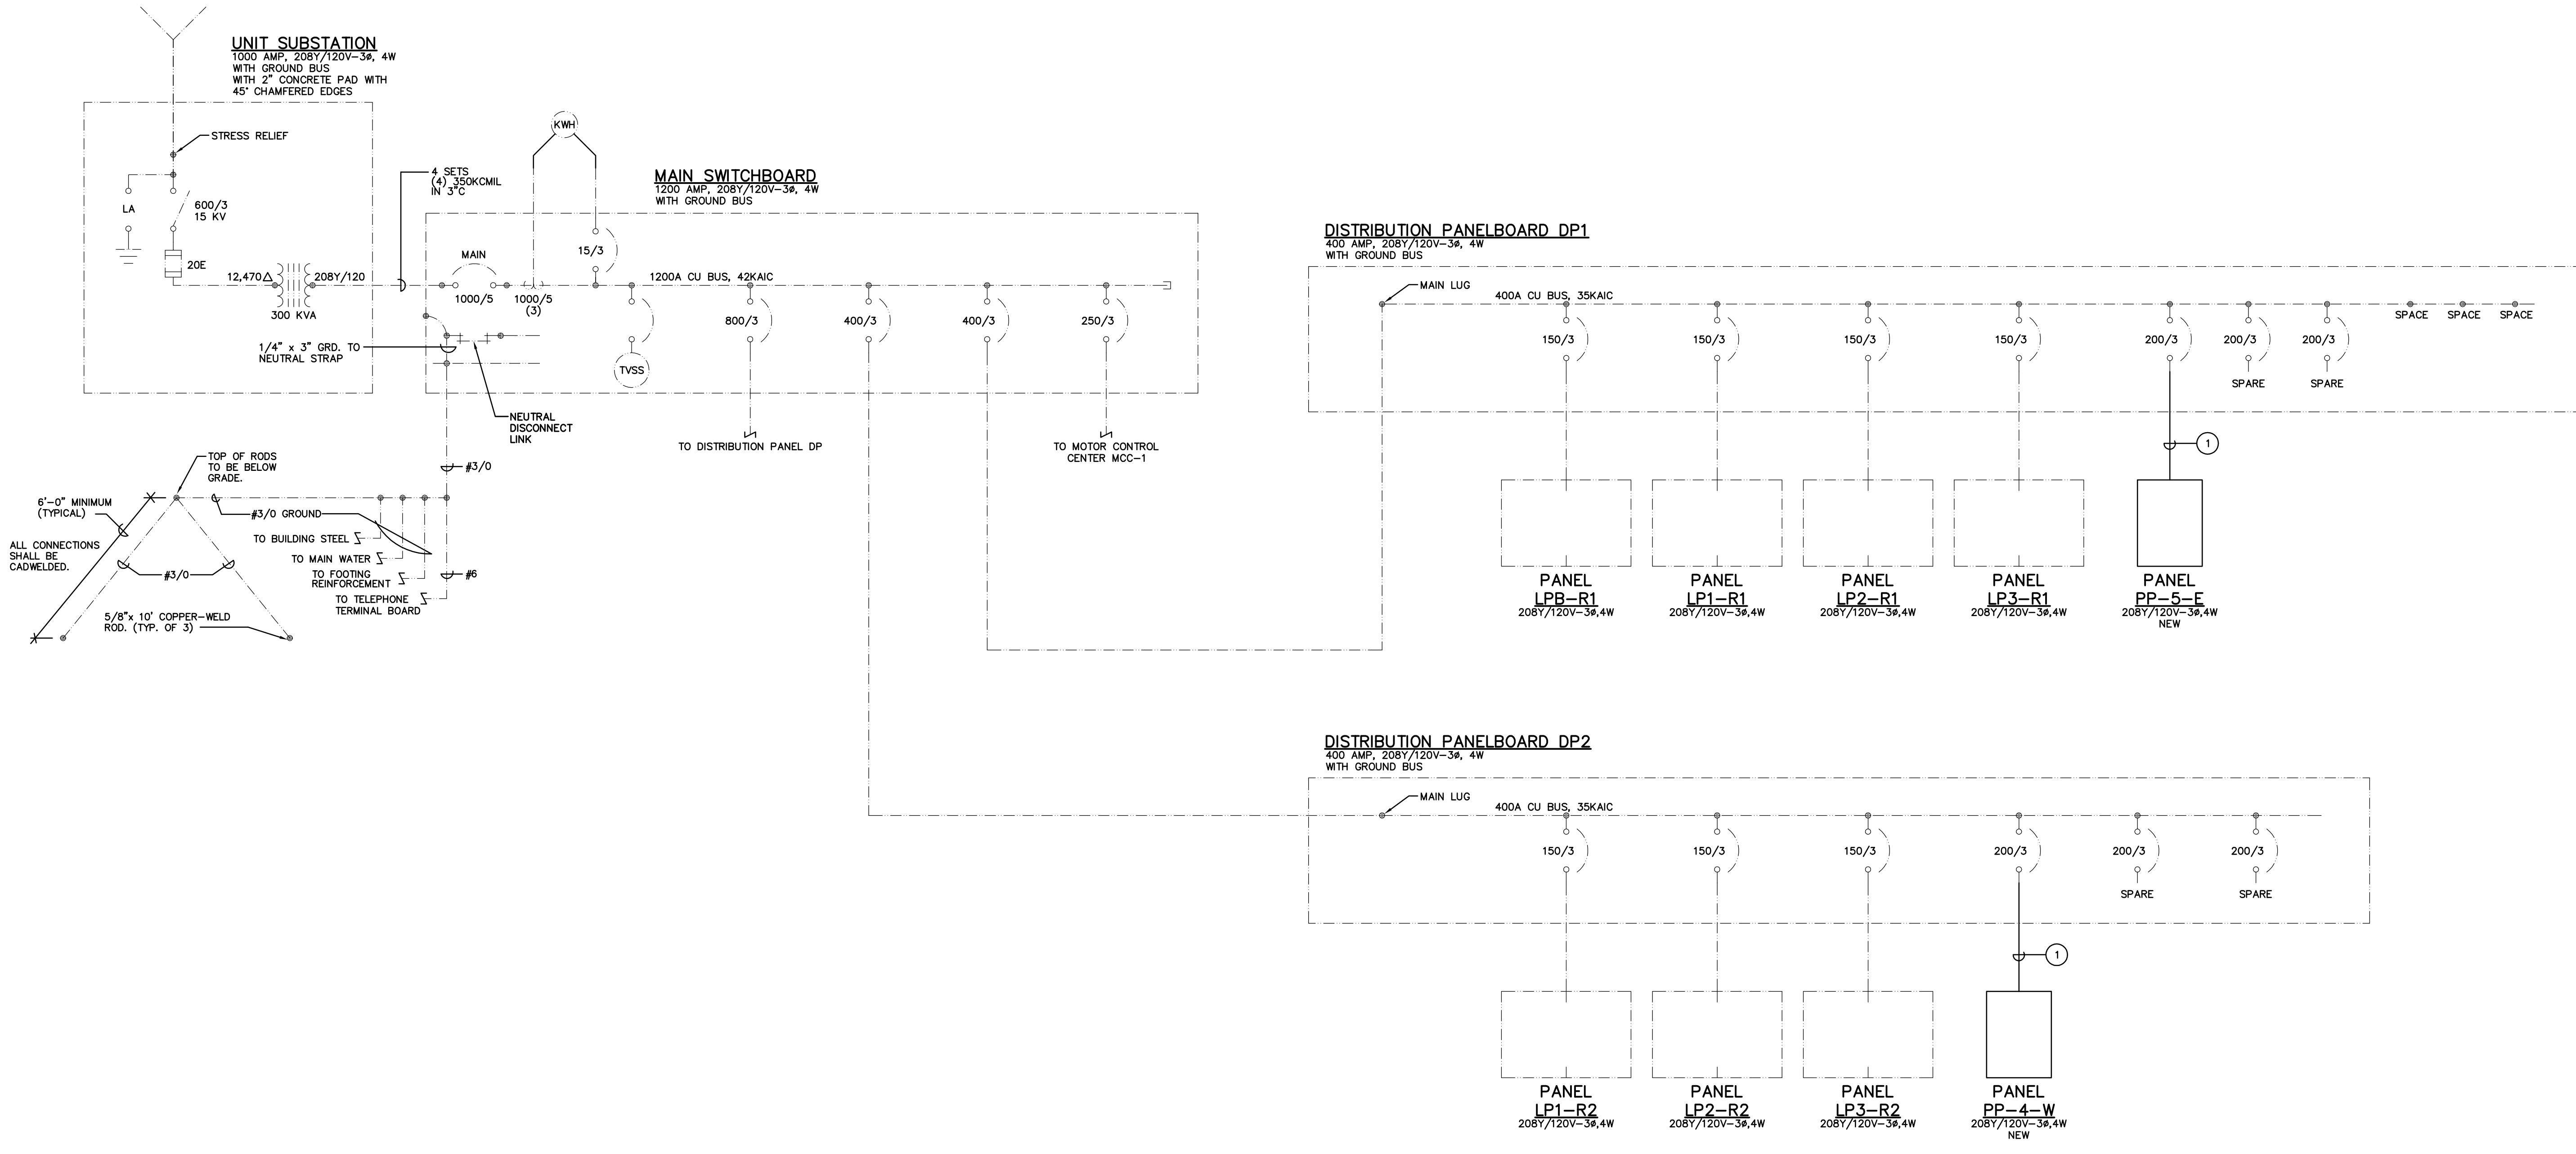 UNIT SUBSTATION
1000 AMP, 208Y/120V-3ø, 4W
WITH GROUND BUS
WITH 2" CONCRETE PAD WITH
45° CHAMFERED EDGES
STRESS RELIEF
LA
600/3
15 KV
20E
12,470△
208Y/120
300 KVA
4 SETS
(4) 350KCMIL
IN 3"C
KWH
MAIN SWITCHBOARD
1200 AMP, 208Y/120V-3ø, 4W
WITH GROUND BUS
MAIN
1000/5
1000/5
(3)
15/3
1200A CU BUS, 42KAIC
TVSS
800/3
400/3
400/3
250/3
1/4" x 3" GRD. TO
NEUTRAL STRAP
NEUTRAL
DISCONNECT
LINK
TO DISTRIBUTION PANEL DP
TO MOTOR CONTROL
CENTER MCC-1
#3/0
TOP OF RODS
TO BE BELOW
GRADE.
6'-0" MINIMUM
(TYPICAL)
#3/0 GROUND
ALL CONNECTIONS
SHALL BE
CADWELDED.
TO BUILDING STEEL
TO MAIN WATER
TO FOOTING
REINFORCEMENT
TO TELEPHONE
TERMINAL BOARD
#3/0
#6
5/8"x 10' COPPER-WELD
ROD. (TYP. OF 3)
DISTRIBUTION PANELBOARD DP1
400 AMP, 208Y/120V-3ø, 4W
WITH GROUND BUS
MAIN LUG
400A CU BUS, 35KAIC
150/3
150/3
150/3
150/3
200/3
200/3
200/3
SPACE
SPACE
SPACE
SPARE
SPARE
1
PANEL
LPB-R1
208Y/120V-3ø,4W
PANEL
LP1-R1
208Y/120V-3ø,4W
PANEL
LP2-R1
208Y/120V-3ø,4W
PANEL
LP3-R1
208Y/120V-3ø,4W
PANEL
PP-5-E
208Y/120V-3ø,4W
NEW
DISTRIBUTION PANELBOARD DP2
400 AMP, 208Y/120V-3ø, 4W
WITH GROUND BUS
MAIN LUG
400A CU BUS, 35KAIC
150/3
150/3
150/3
200/3
200/3
200/3
SPARE
SPARE
1
PANEL
LP1-R2
208Y/120V-3ø,4W
PANEL
LP2-R2
208Y/120V-3ø,4W
PANEL
LP3-R2
208Y/120V-3ø,4W
PANEL
PP-4-W
208Y/120V-3ø,4W
NEW